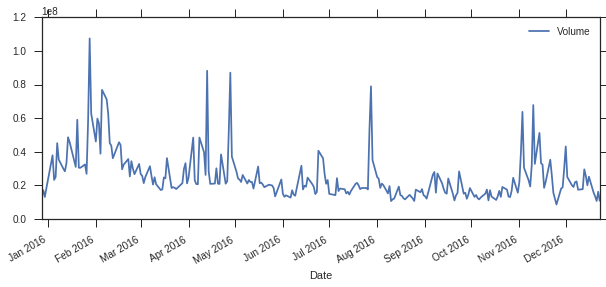 1e8
1.2
1.0
0.8
0.6
0.4
0.2
0.0
Volume
Jan 2016
Feb 2016
Mar 2016
Apr 2016
May 2016
Jun 2016
Jul 2016
Aug 2016
Sep 2016
Oct 2016
Nov 2016
Dec 2016
Date